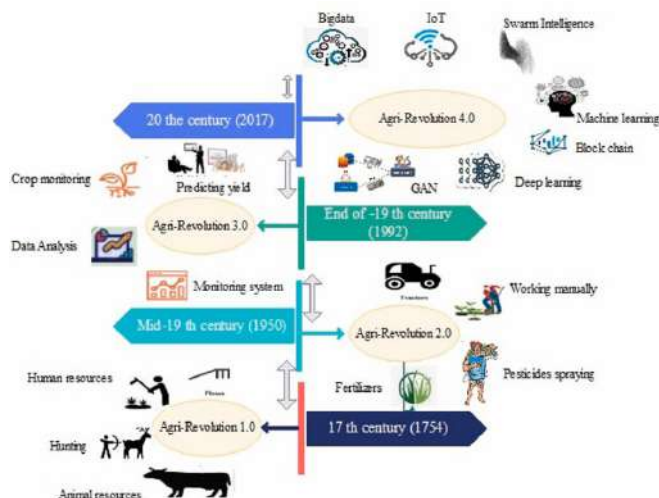 Bigdata
IoT
Swarm Intelligence
20 the century (2017)
Agri-Revolution 4.0
Machine learning
Block chain
Crop monitoring
Predicting yield
GAN
Deep learning
Agri-Revolution 3.0
End of -19 th century
(1992)
Data Analysis
Monitoring system
Working manually
Mid-19 th century (1950)
Agri-Revolution 2.0
Human resources
Fertilizers
Pesticides spraying
Hunting
Agri-Revolution 1.0
17 th century (1754)
Animal resources